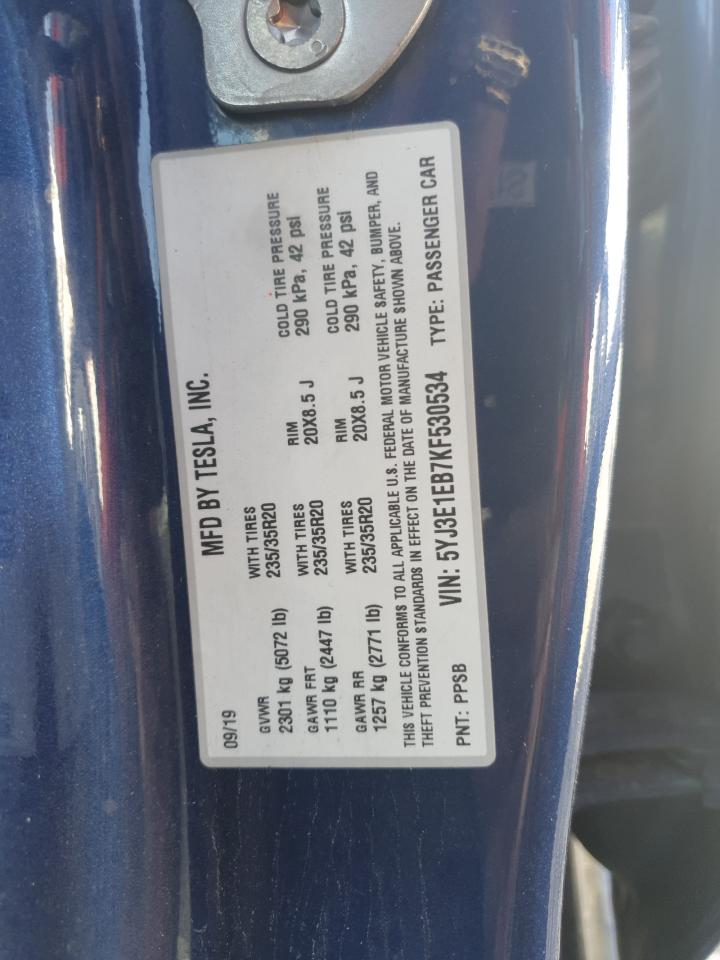 MFD BY TESLA, INC.
09/19
GVWR
2301 kg (5072 lb)
WITH TIRES
235/35R20
RIM
20X8.5 J
COLD TIRE PRESSURE
290 kPa, 42 psi
GAWR FRT
1110 kg (2447 lb)
WITH TIRES
235/35R20
RIM
20X8.5 J
COLD TIRE PRESSURE
290 kPa, 42 psi
GAWR RR
1257 kg (2771 lb)
WITH TIRES
235/35R20
THIS VEHICLE CONFORMS TO ALL APPLICABLE U.S. FEDERAL MOTOR VEHICLE SAFETY, BUMPER, AND
THEFT PREVENTION STANDARDS IN EFFECT ON THE DATE OF MANUFACTURE SHOWN ABOVE.
PNT: PPSB VIN: 5YJ3E1EB7KF530534 TYPE: PASSENGER CAR